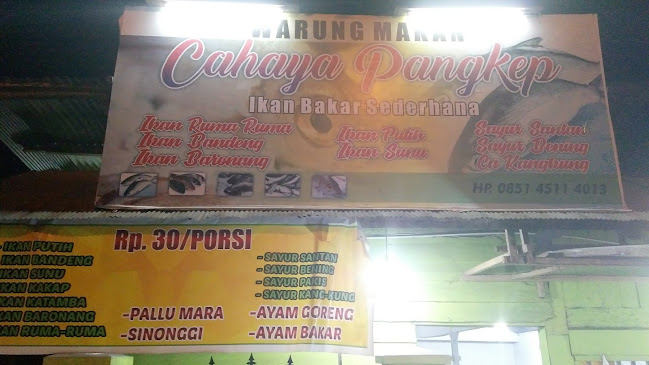 WARUNG MAKAN
Cahaya Pangkep
Ikan Bakar Sederhana
Ikan Ruma Ruma
Ikan Bandeng
Ikan Baronang
Ikan Putih
Ikan Sunu
Sayur Santan
Sayur Bening
Ca Kangkung
HP. 0851 4511 4013
Rp. 30/PORSI
- IKAN PUTIH
IKAN BANDENG
IKAN SUNU
IKAN KAKAP
IKAN KATAMBA
IKAN BARONANG
IKAN RUMA-RUMA
-PALLU MARA
-SINONGGI
- SAYUR SANTAN
- SAYUR BENING
- SAYUR PAKIS
- SAYUR KANG-KUNG
-AYAM GORENG
-AYAM BAKAR